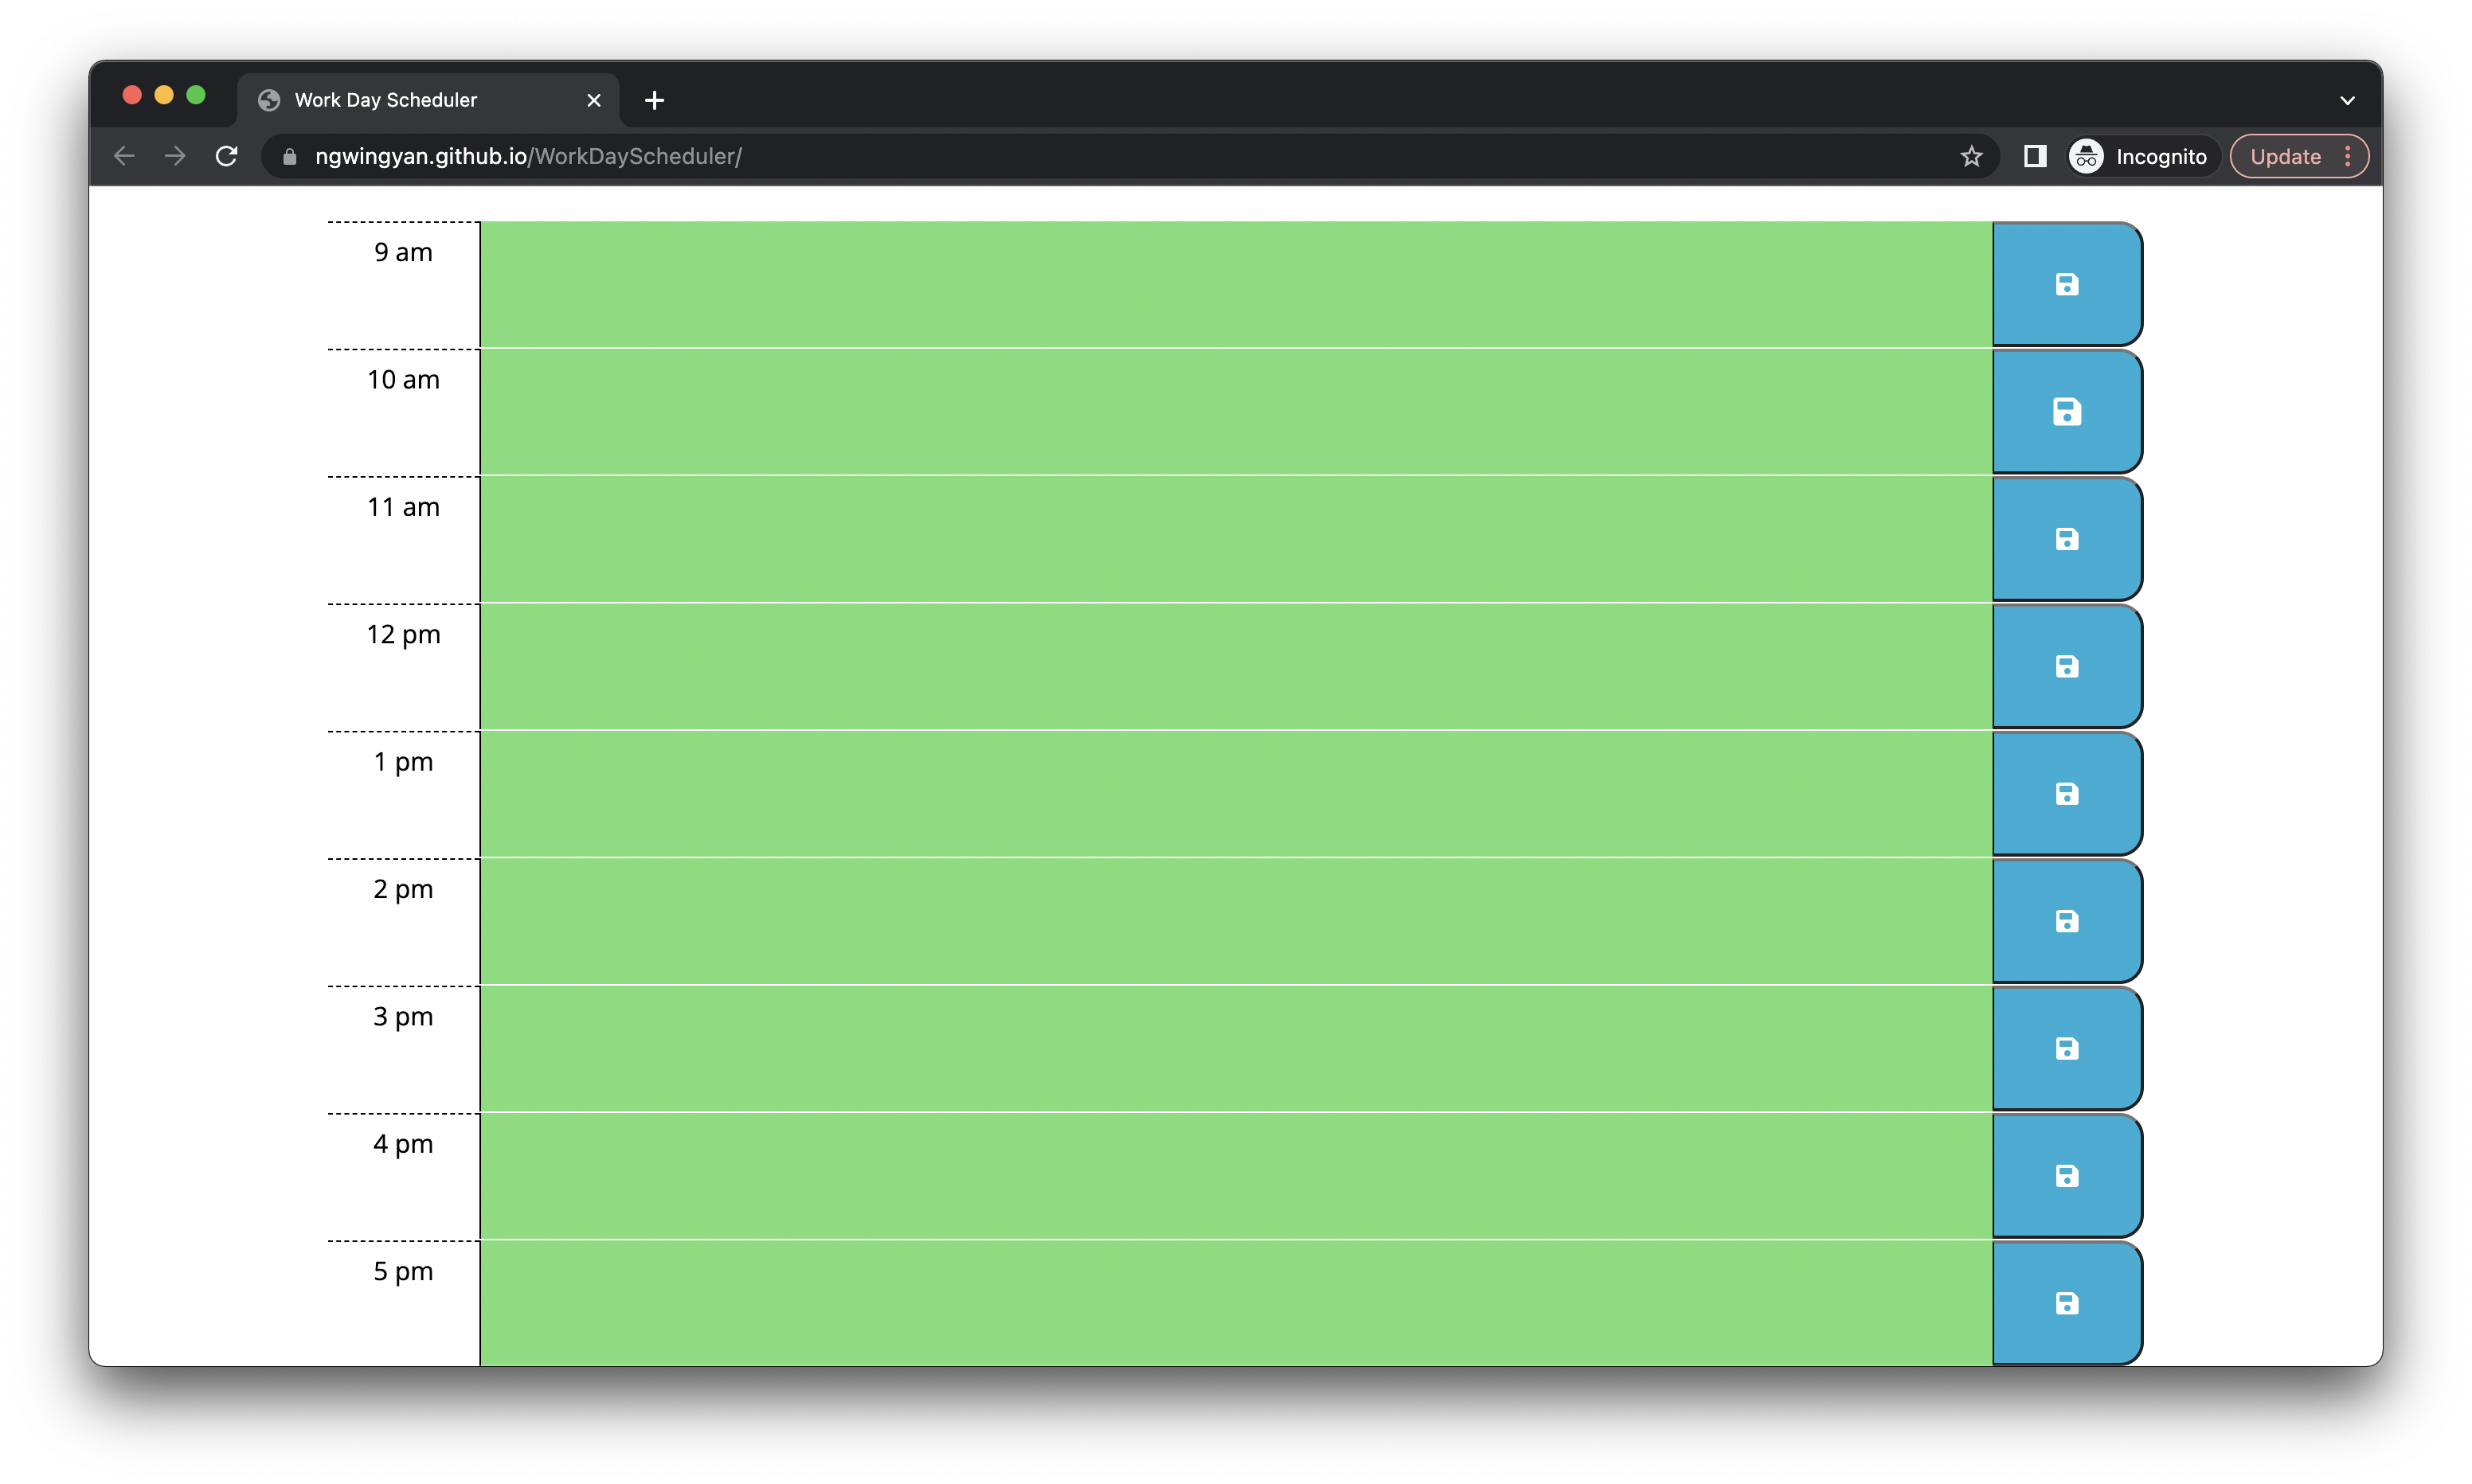 Work Day Scheduler
ngwingyan.github.io/WorkDayScheduler/
Incognito
Update
9 am
10 am
11 am
12 pm
1 pm
2 pm
3 pm
4 pm
5 pm